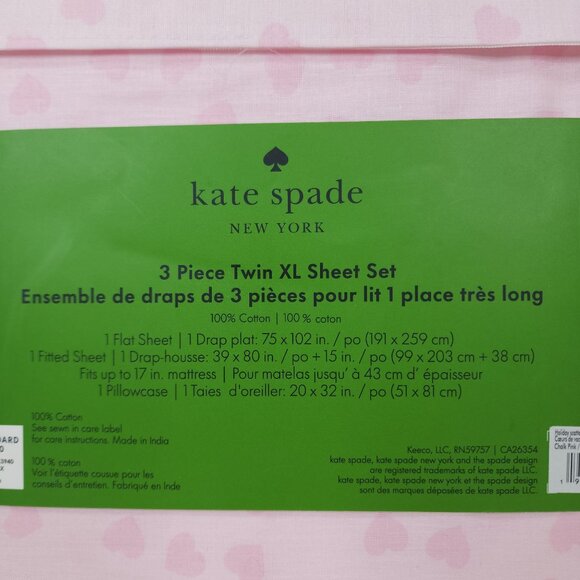 kate spade
NEW YORK
3 Piece Twin XL Sheet Set
Ensemble de draps de 3 pièces pour lit 1 place très long
100% Cotton | 100 % coton
1 Flat Sheet | 1 Drap plat: 75 x 102 in. / po (191 x 259 cm)
1 Fitted Sheet | 1 Drap-housse: 39 x 80 in. / po + 15 in. / po (99 x 203 cm + 38 cm)
Fits up to 17 in. mattress | Pour matelas jusqu' à 43 cm d' épaisseur
1 Pillowcase | 1 Taies d'oreiller: 20 x 32 in. / po (51 x 81 cm)
100% Cotton
See sewn in care label
for care instructions. Made in India
100 % coton
Voir l'étiquette cousue pour les
conseils d'entretien. Fabriqué en Inde
Keeco, LLC, RN59757 | CA26354
kate spade, kate spade new york and the spade design
are registered trademarks of kate spade LLC.
kate spade, kate spade new york et the spade design
sont des marques déposées de kate spade LLC.
Holiday
Cœurs de
Chalk Pink